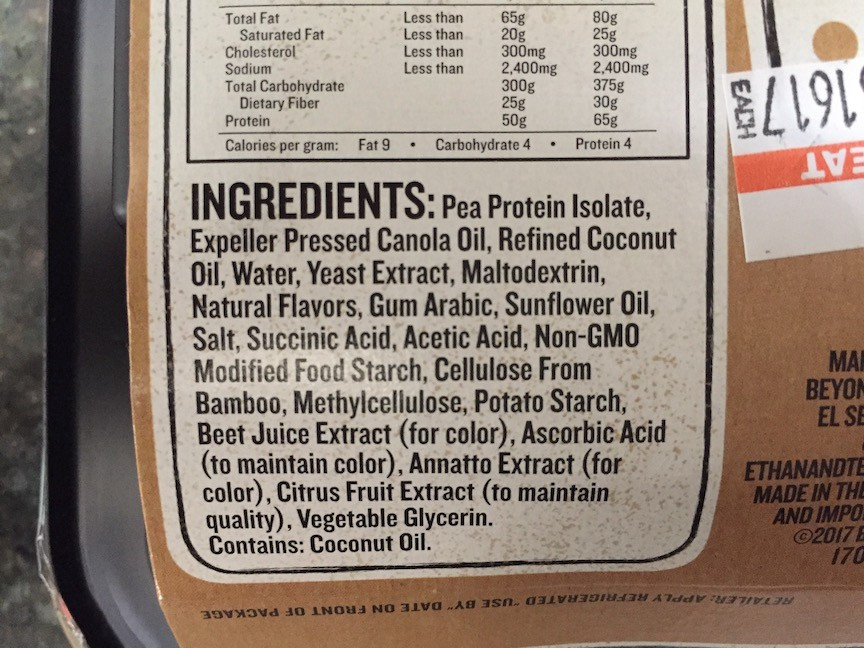 Total Fat Less than 65g 80g
Saturated Fat Less than 20g 25g
Cholesterol Less than 300mg 300mg
Sodium Less than 2,400mg 2,400mg
Total Carbohydrate 300g 375g
Dietary Fiber 25g 30g
Protein 50g 65g
Calories per gram: Fat 9 • Carbohydrate 4 • Protein 4
INGREDIENTS: Pea Protein Isolate,
Expeller Pressed Canola Oil, Refined Coconut
Oil, Water, Yeast Extract, Maltodextrin,
Natural Flavors, Gum Arabic, Sunflower Oil,
Salt, Succinic Acid, Acetic Acid, Non-GMO
Modified Food Starch, Cellulose From
Bamboo, Methylcellulose, Potato Starch,
Beet Juice Extract (for color), Ascorbic Acid
(to maintain color), Annatto Extract (for
color), Citrus Fruit Extract (to maintain
quality), Vegetable Glycerin.
Contains: Coconut Oil.
RETAILER: APPLY REFRIGERATED "USE BY" DATE ON FRONT OF PACKAGE
EACH
EAT
MA
BEYON
EL SE
ETHANANDTE
MADE IN THE
AND IMPO
©2017
170